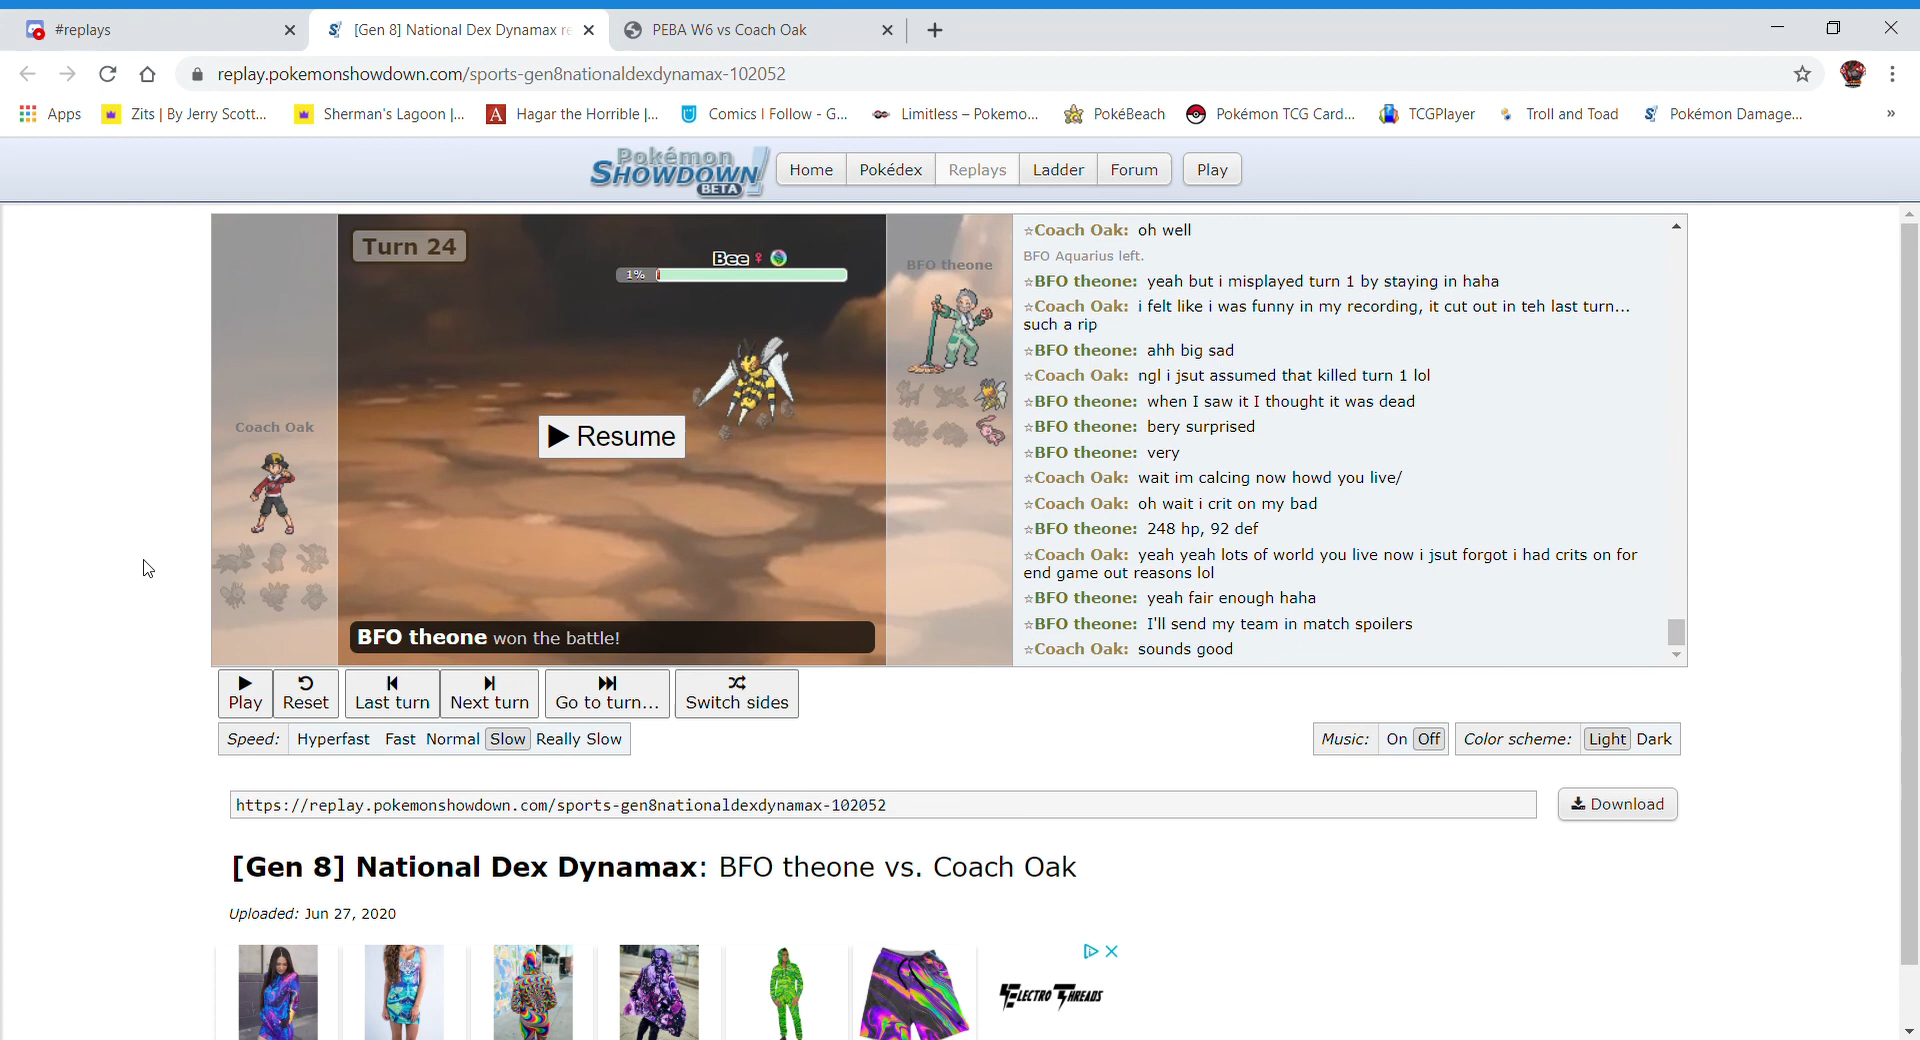 #replays
[Gen 8] National Dex Dynamax re
PEBA W6 vs Coach Oak
replay.pokemonshowdown.com/sports-gen8nationaldexdynamax-102052
Apps
Zits | By Jerry Scott...
Sherman's Lagoon |...
Hagar the Horrible |...
Comics I Follow - G...
Limitless – Pokemo...
PokéBeach
Pokémon TCG Card...
TCGPlayer
Troll and Toad
Pokémon Damage...
»
Pokémon
SHOWDOWN!
BETA
Home
Pokédex
Replays
Ladder
Forum
Play
Turn 24
Bee ♀
1%
BFO theone
Coach Oak
Resume
BFO theone won the battle!
☆Coach Oak: oh well
BFO Aquarius left.
☆BFO theone: yeah but i misplayed turn 1 by staying in haha
☆Coach Oak: i felt like i was funny in my recording, it cut out in teh last turn...
such a rip
☆BFO theone: ahh big sad
☆Coach Oak: ngl i jsut assumed that killed turn 1 lol
☆BFO theone: when I saw it I thought it was dead
☆BFO theone: bery surprised
☆BFO theone: very
☆Coach Oak: wait im calcing now howd you live/
☆Coach Oak: oh wait i crit on my bad
☆BFO theone: 248 hp, 92 def
☆Coach Oak: yeah yeah lots of world you live now i jsut forgot i had crits on for
end game out reasons lol
☆BFO theone: yeah fair enough haha
☆BFO theone: I'll send my team in match spoilers
☆Coach Oak: sounds good
Play
Reset
Last turn
Next turn
Go to turn...
Switch sides
Speed: Hyperfast Fast Normal Slow Really Slow
Music: On Off
Color scheme: Light Dark
https://replay.pokemonshowdown.com/sports-gen8nationaldexdynamax-102052
Download
[Gen 8] National Dex Dynamax: BFO theone vs. Coach Oak
Uploaded: Jun 27, 2020
ELECTRO THREADS